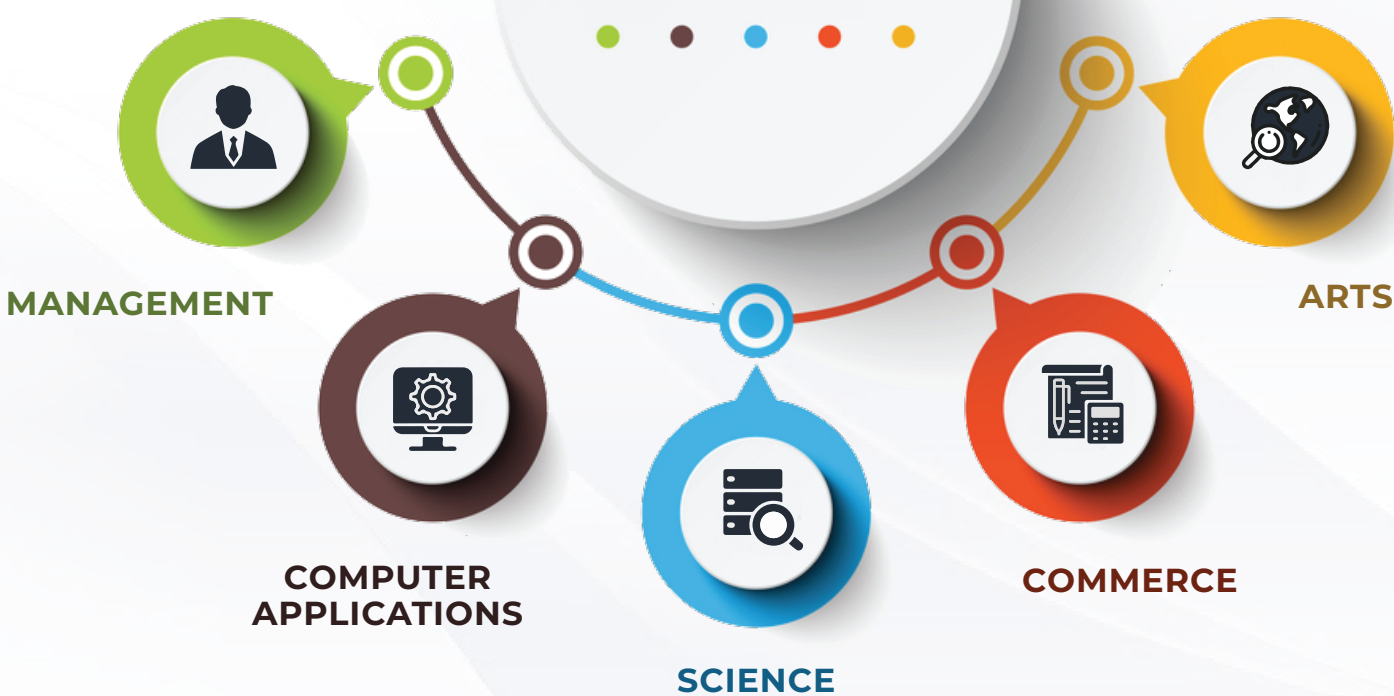 MANAGEMENT
ARTS
COMPUTER
APPLICATIONS
COMMERCE
SCIENCE